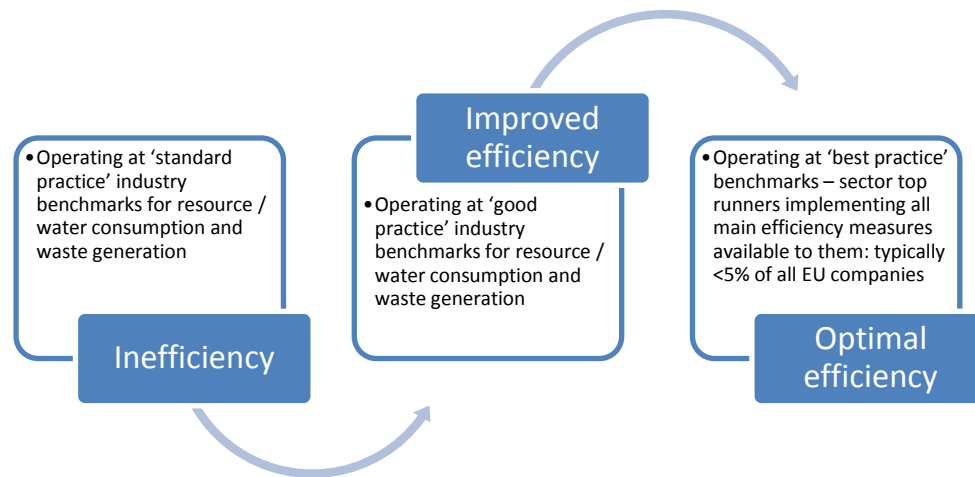 •Operating at ‘standard
practice’ industry
benchmarks for resource /
water consumption and
waste generation
Inefficiency
Improved
efficiency
•Operating at ‘good
practice’ industry
benchmarks for resource /
water consumption and
waste generation
•Operating at ‘best practice’
benchmarks – sector top
runners implementing all
main efficiency measures
available to them: typically
<5% of all EU companies
Optimal
efficiency